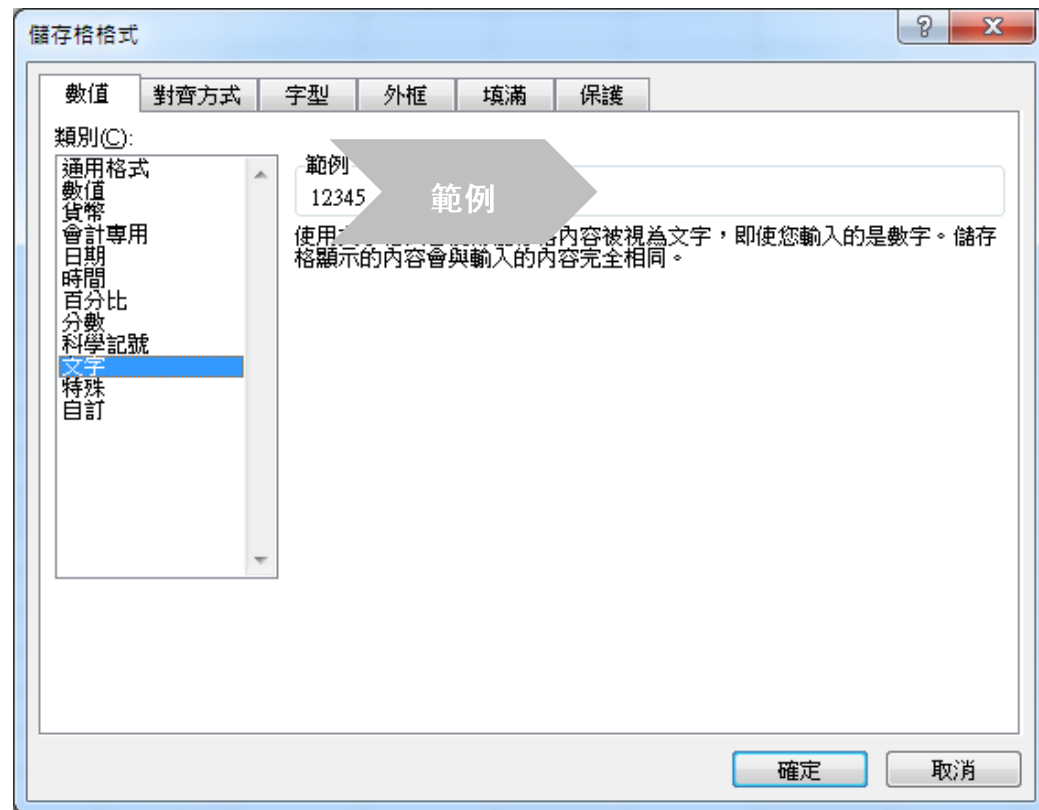 儲存格格式
數值
對齊方式
字型
外框
填滿
保護
類別(C):
通用格式
數值
貨幣
會計專用
日期
時間
百分比
分數
科學記號
文字
特殊
自訂
範例
12345
範例
使用 內容被視為文字，即使您輸入的是數字。儲存
格顯示的內容會與輸入的內容完全相同。
確定
取消